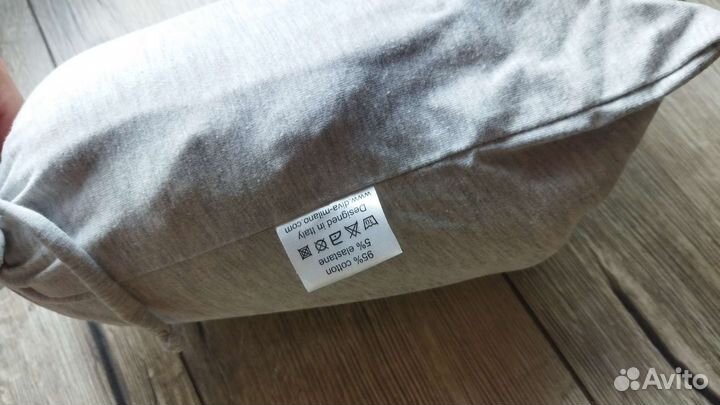 95% cotton
5% elastane
Designed in Italy
www.diva-milano.com
Avito